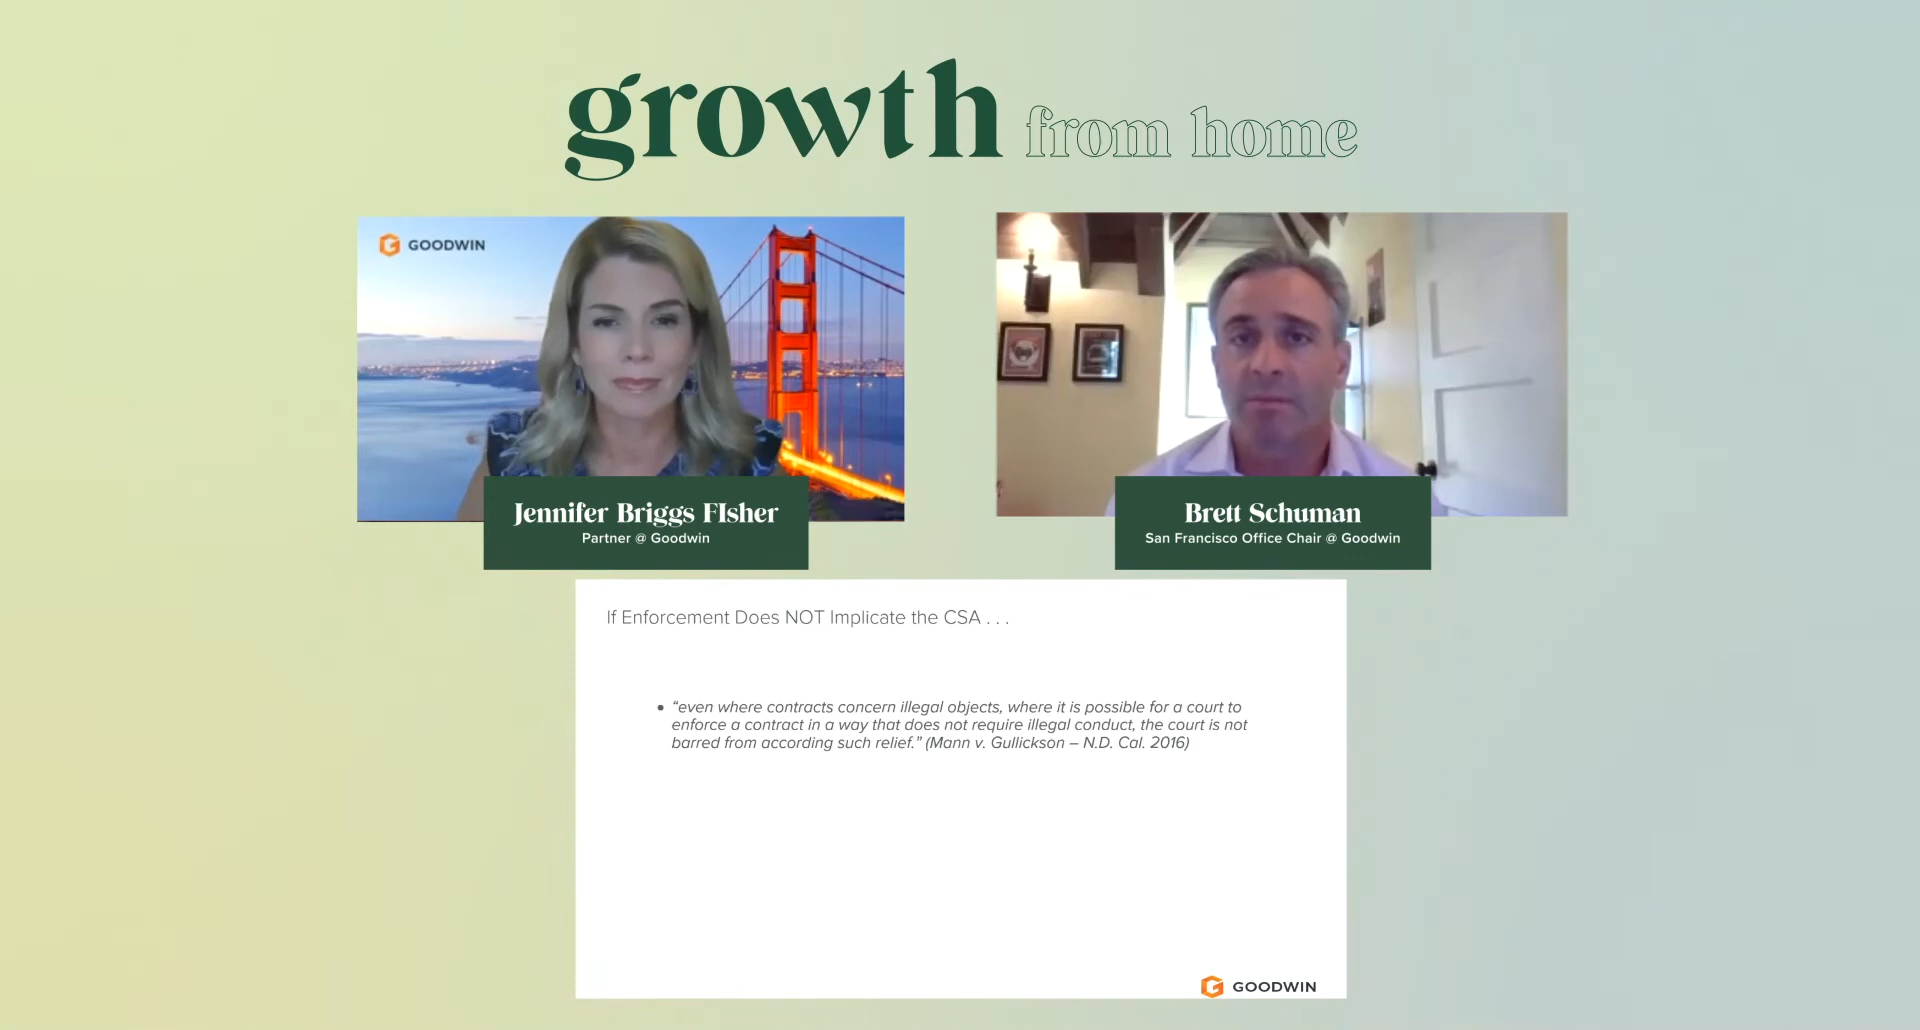 growth from home
GOODWIN
Jennifer Briggs FIsher
Partner @ Goodwin
Brett Schuman
San Francisco Office Chair @ Goodwin
If Enforcement Does NOT Implicate the CSA . . .
• “even where contracts concern illegal objects, where it is possible for a court to
enforce a contract in a way that does not require illegal conduct, the court is not
barred from according such relief.” (Mann v. Gullickson – N.D. Cal. 2016)
GOODWIN